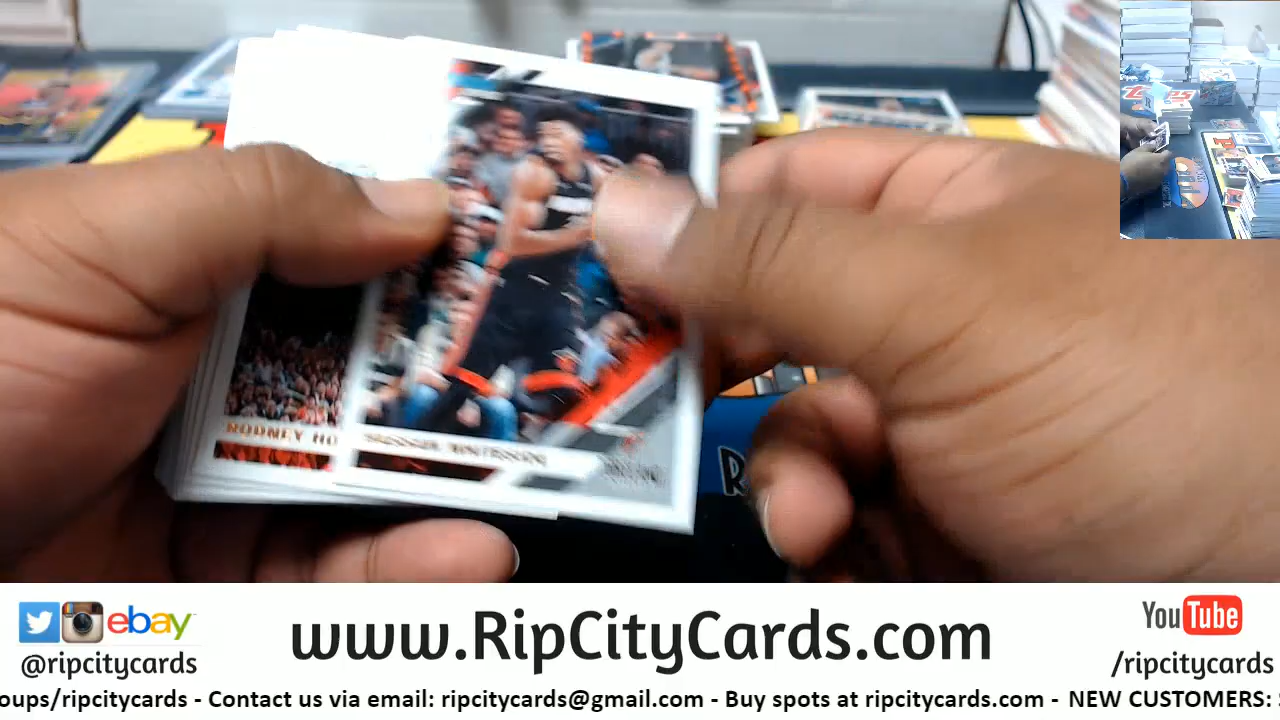 RODNEY HO
www.RipCityCards.com
ebay
@ripcitycards
YouTube
/ripcitycards
oups/ripcitycards - Contact us via email: ripcitycards@gmail.com - Buy spots at ripcitycards.com - NEW CUSTOMERS: